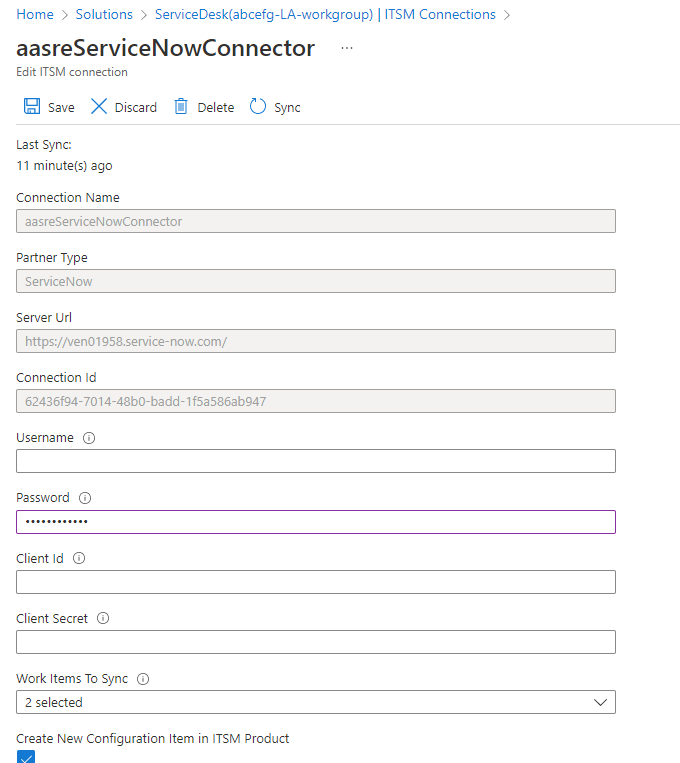 Home > Solutions > ServiceDesk(abcefg-LA-workgroup) | ITSM Connections >
aasreServiceNowConnector ...
Edit ITSM connection
Save Discard Delete Sync
Last Sync:
11 minute(s) ago
Connection Name
aasreServiceNowConnector
Partner Type
ServiceNow
Server Url
https://ven01958.service-now.com/
Connection Id
62436f94-7014-48b0-badd-1f5a586ab947
Username
Password
••••••••••••
Client Id
Client Secret
Work Items To Sync
2 selected
Create New Configuration Item in ITSM Product